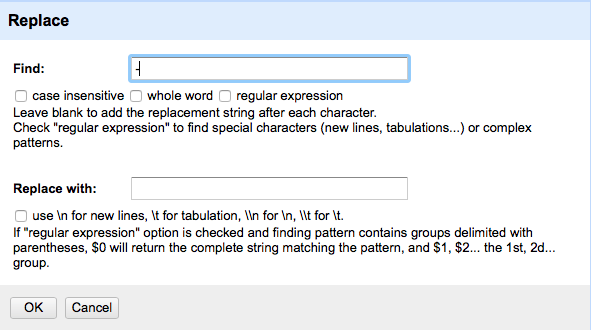 Replace
Find:
-
case insensitive whole word regular expression
Leave blank to add the replacement string after each character.
Check "regular expression" to find special characters (new lines, tabulations...) or complex
patterns.
Replace with:
use \n for new lines, \t for tabulation, \\n for \n, \\t for \t.
If "regular expression" option is checked and finding pattern contains groups delimited with
parentheses, $0 will return the complete string matching the pattern, and $1, $2... the 1st, 2d...
group.
OK Cancel